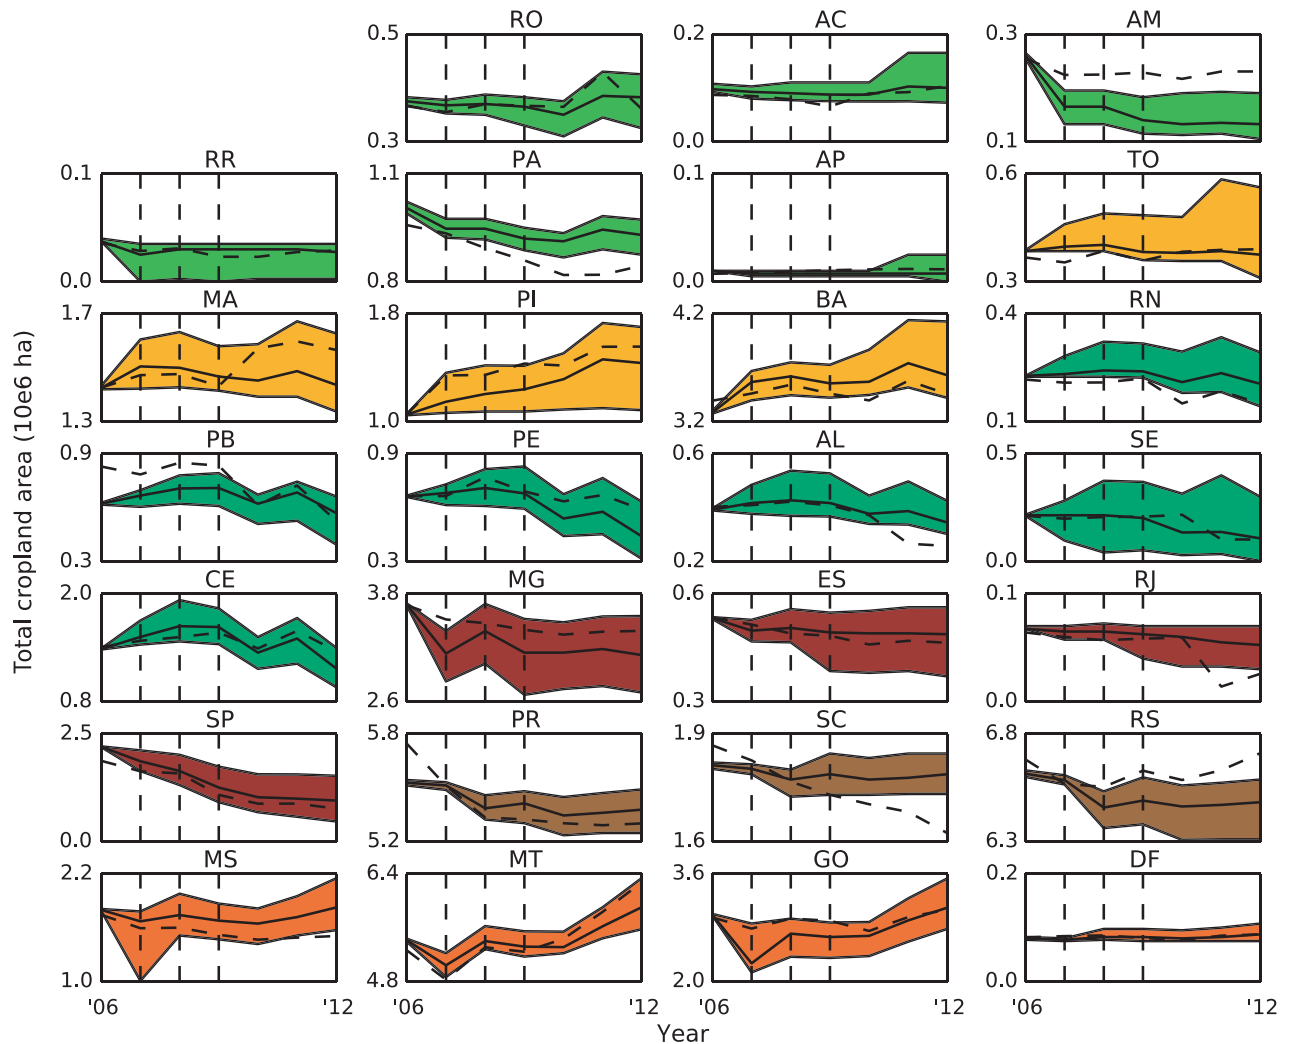 RO AC AM
0.5 0.2 0.3
0.3 0.0 0.1
RR PA AP TO
0.1 1.1 0.1 0.6
0.0 0.8 0.0 0.3
MA PI BA RN
1.7 1.8 4.2 0.4
1.3 1.0 3.2 0.1
PB PE AL SE
0.9 0.9 0.6 0.5
0.3 0.3 0.2 0.0
CE MG ES RJ
2.0 3.8 0.6 0.1
0.8 2.6 0.3 0.0
SP PR SC RS
2.5 5.8 1.9 6.8
0.0 5.2 1.6 6.3
MS MT GO DF
2.2 6.4 3.6 0.2
1.0 4.8 2.0 0.0
'06 '12 '06 '12 '06 '12 '06 '12
Year
Total cropland area (10e6 ha)